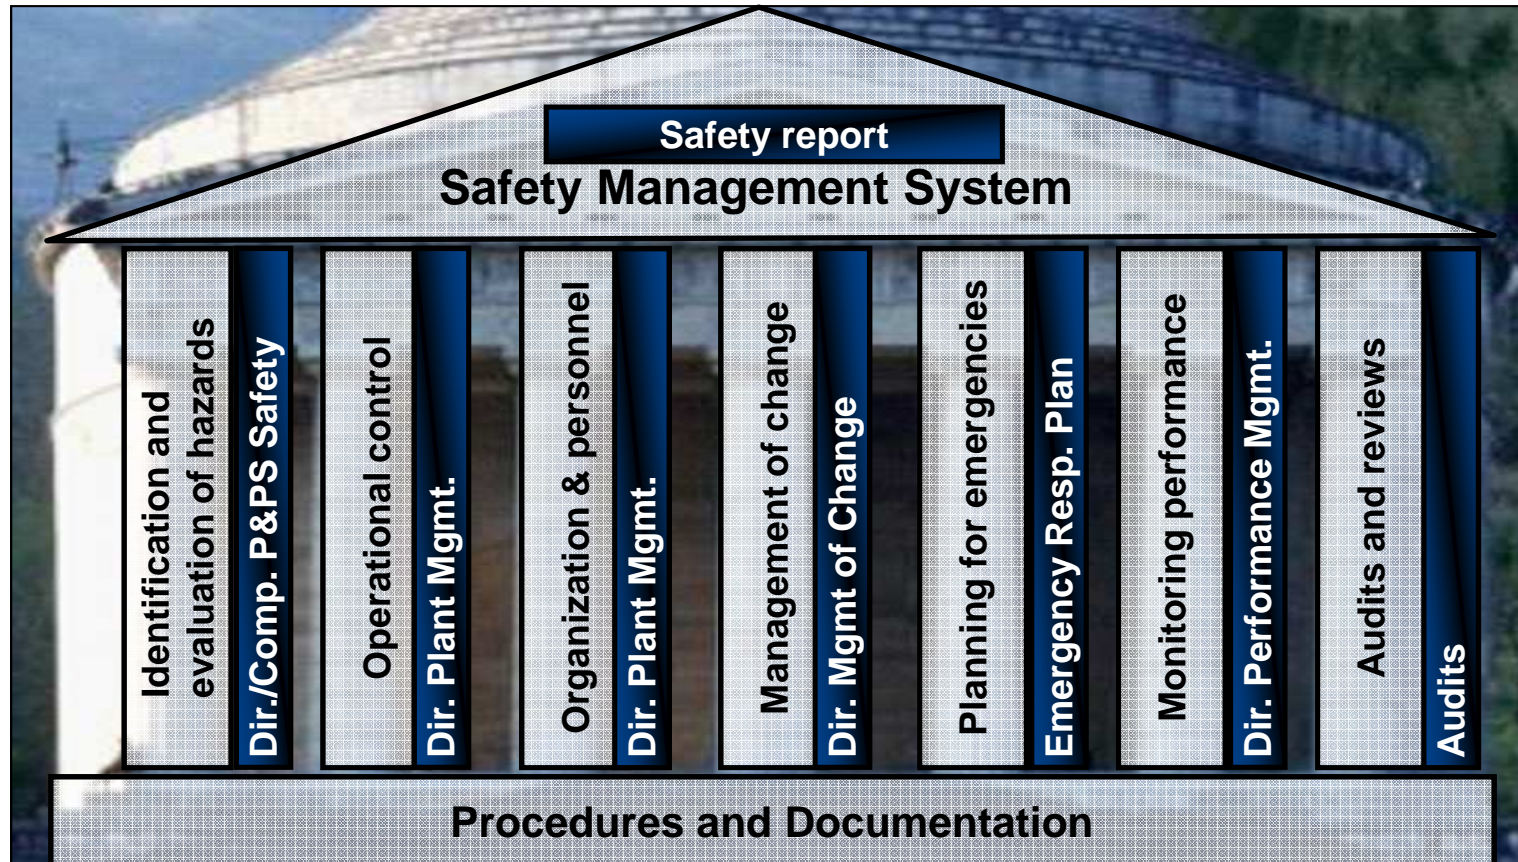 Safety report
Safety Management System
Identification and
evaluation of hazards
Dir./Comp. P&PS Safety
Operational control
Dir. Plant Mgmt.
Organization & personnel
Dir. Plant Mgmt.
Management of change
Dir. Mgmt of Change
Planning for emergencies
Emergency Resp. Plan
Monitoring performance
Dir. Performance Mgmt.
Audits and reviews
Audits
Procedures and Documentation